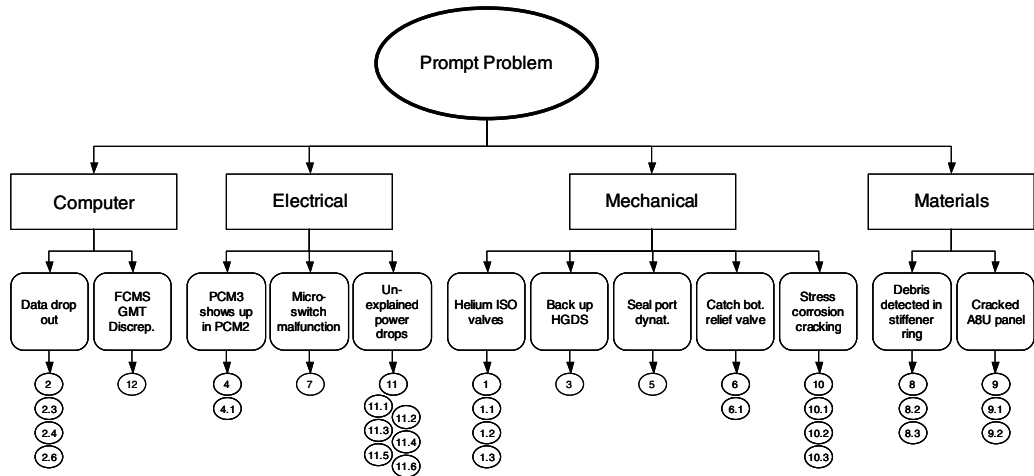 Prompt Problem
Computer
Electrical
Mechanical
Materials
Data drop
out
FCMS
GMT
Discrep.
PCM3
shows up
in PCM2
Micro-
switch
malfunction
Un-
explained
power
drops
Helium ISO
valves
Back up
HGDS
Seal port
dynat.
Catch bot.
relief valve
Stress
corrosion
cracking
Debris
detected in
stiffener
ring
Cracked
A8U panel
2
2.3
2.4
2.6
12
4
4.1
7
11
11.1
11.2
11.3
11.4
11.5
11.6
1
1.1
1.2
1.3
3
5
6
6.1
10
10.1
10.2
10.3
8
8.2
8.3
9
9.1
9.2